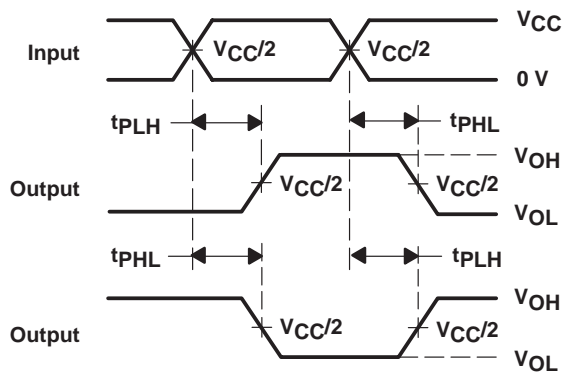 VCC
Input
VCC/2
VCC/2
0 V
tPLH
tPHL
VOH
Output
VCC/2
VCC/2
VOL
tPHL
tPLH
VOH
Output
VCC/2
VCC/2
VOL